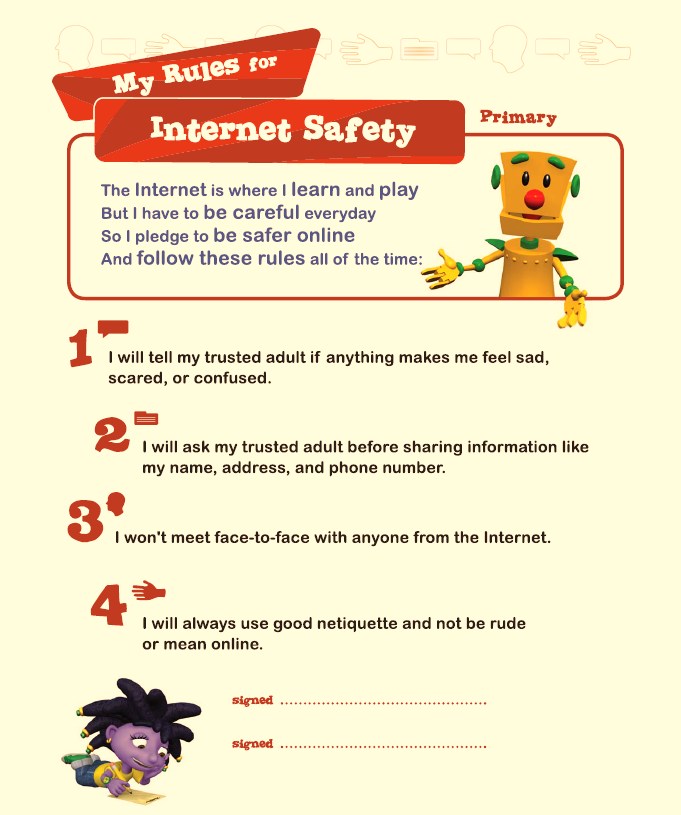 My Rules for
Internet Safety
Primary
The Internet is where I learn and play
But I have to be careful everyday
So I pledge to be safer online
And follow these rules all of the time:
1
I will tell my trusted adult if anything makes me feel sad,
scared, or confused.
2
I will ask my trusted adult before sharing information like
my name, address, and phone number.
3
I won't meet face-to-face with anyone from the Internet.
4
I will always use good netiquette and not be rude
or mean online.
signed ..............................................
signed ..............................................